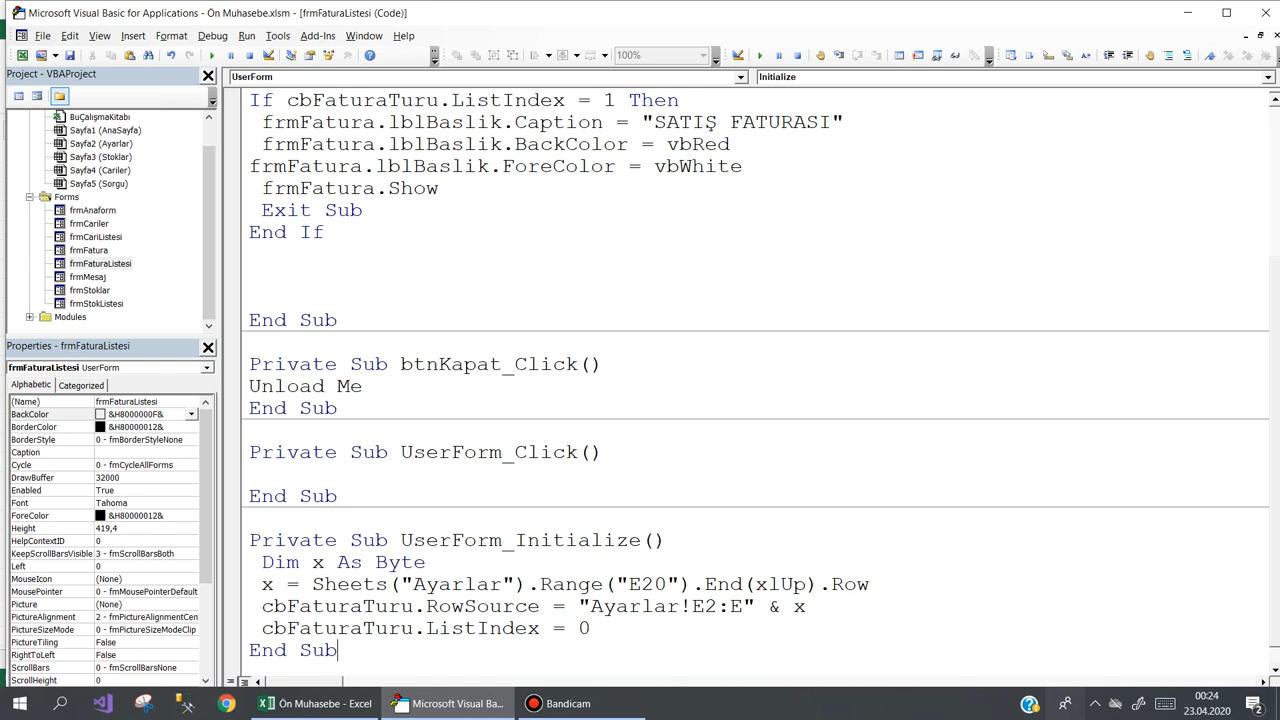 Microsoft Visual Basic for Applications - Ön Muhasebe.xlsm - [frmFaturaListesi (Code)]
File Edit View Insert Format Debug Run Tools Add-Ins Window Help
100%
Project - VBAProject
UserForm
Initialize
BuÇalışmaKitabı
Sayfa1 (AnaSayfa)
Sayfa2 (Ayarlar)
Sayfa3 (Stoklar)
Sayfa4 (Cariler)
Sayfa5 (Sorgu)
Forms
frmAnaform
frmCariler
frmCariListesi
frmFatura
frmFaturaListesi
frmMesaj
frmStoklar
frmStokListesi
Modules
Properties - frmFaturaListesi
frmFaturaListesi UserForm
Alphabetic Categorized
(Name) frmFaturaListesi
BackColor &H8000000F&
BorderColor &H80000012&
BorderStyle 0 - fmBorderStyleNone
Caption
Cycle 0 - fmCycleAllForms
DrawBuffer 32000
Enabled True
Font Tahoma
ForeColor &H80000012&
Height 419,4
HelpContextID 0
KeepScrollBarsVisible 3 - fmScrollBarsBoth
Left 0
MouseIcon (None)
MousePointer 0 - fmMousePointerDefault
Picture (None)
PictureAlignment 2 - fmPictureAlignmentCen
PictureSizeMode 0 - fmPictureSizeModeClip
PictureTiling False
RightToLeft False
ScrollBars 0 - fmScrollBarsNone
ScrollHeight 0
If cbFaturaTuru.ListIndex = 1 Then
frmFatura.lblBaslik.Caption = "SATIŞ FATURASI"
frmFatura.lblBaslik.BackColor = vbRed
frmFatura.lblBaslik.ForeColor = vbWhite
frmFatura.Show
Exit Sub
End If
End Sub
Private Sub btnKapat_Click()
Unload Me
End Sub
Private Sub UserForm_Click()
End Sub
Private Sub UserForm_Initialize()
Dim x As Byte
x = Sheets("Ayarlar").Range("E20").End(xlUp).Row
cbFaturaTuru.RowSource = "Ayarlar!E2:E" & x
cbFaturaTuru.ListIndex = 0
End Sub
Ön Muhasebe - Excel
Microsoft Visual Ba...
Bandicam
00:24
23.04.2020
2